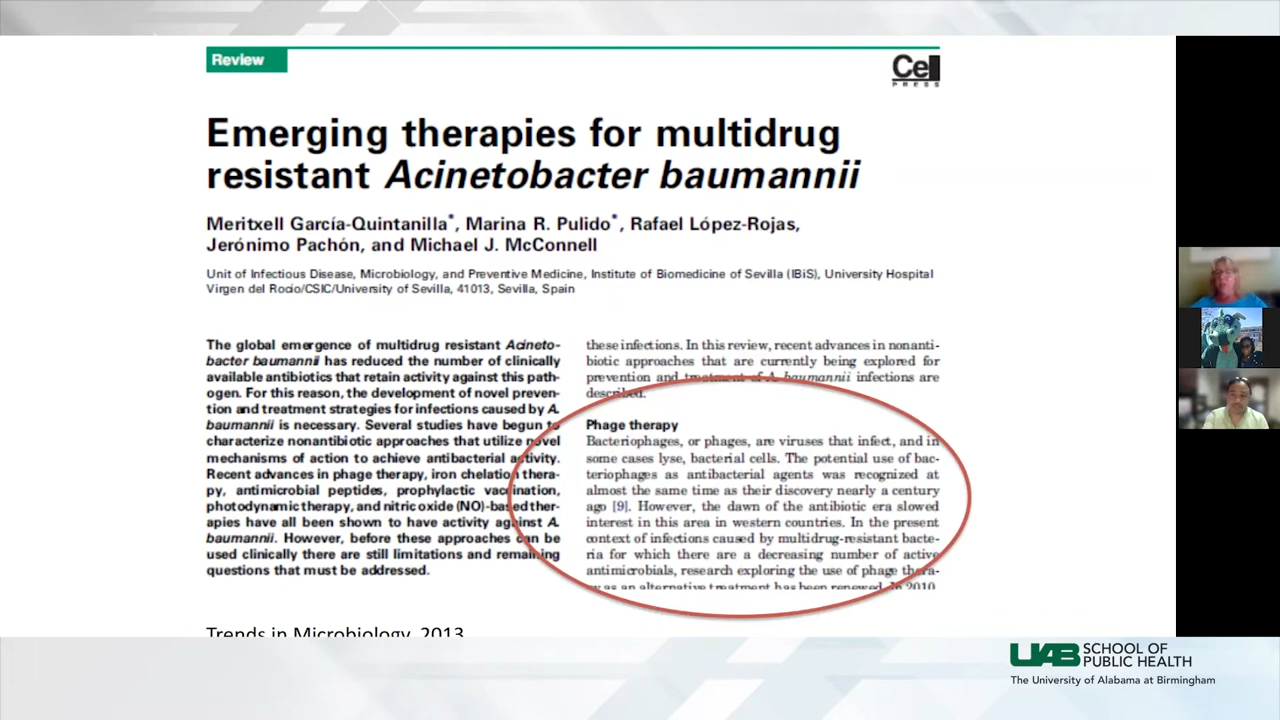 Review
Cell
PRESS
Emerging therapies for multidrug
resistant Acinetobacter baumannii
Meritxell García-Quintanilla*, Marina R. Pulido*, Rafael López-Rojas,
Jerónimo Pachón, and Michael J. McConnell
Unit of Infectious Disease, Microbiology, and Preventive Medicine, Institute of Biomedicine of Sevilla (IBiS), University Hospital
Virgen del Rocío/CSIC/University of Sevilla, 41013, Sevilla, Spain
The global emergence of multidrug resistant Acineto-
bacter baumannii has reduced the number of clinically
available antibiotics that retain activity against this path-
ogen. For this reason, the development of novel preven-
tion and treatment strategies for infections caused by A.
baumannii is necessary. Several studies have begun to
characterize nonantibiotic approaches that utilize novel
mechanisms of action to achieve antibacterial activity.
Recent advances in phage therapy, iron chelation thera-
py, antimicrobial peptides, prophylactic vaccination,
photodynamic therapy, and nitric oxide (NO)-based ther-
apies have all been shown to have activity against A.
baumannii. However, before these approaches can be
used clinically there are still limitations and remaining
questions that must be addressed.
these infections. In this review, recent advances in nonanti-
biotic approaches that are currently being explored for
prevention and treatment of A. baumannii infections are
described.
Phage therapy
Bacteriophages, or phages, are viruses that infect, and in
some cases lyse, bacterial cells. The potential use of bac-
teriophages as antibacterial agents was recognized at
almost the same time as their discovery nearly a century
ago [9]. However, the dawn of the antibiotic era slowed
interest in this area in western countries. In the present
context of infections caused by multidrug-resistant bacte-
ria for which there are a decreasing number of active
antimicrobials, research exploring the use of phage thera-
py as an alternative treatment has been renewed. In 2010,
Trends in Microbiology, 2013
UAB SCHOOL OF
PUBLIC HEALTH
The University of Alabama at Birmingham